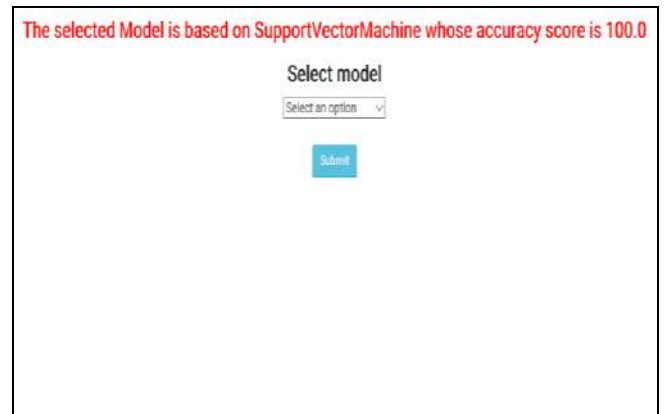 The selected Model is based on SupportVectorMachine whose accuracy score is 100.0
Select model
Select an option
Submit